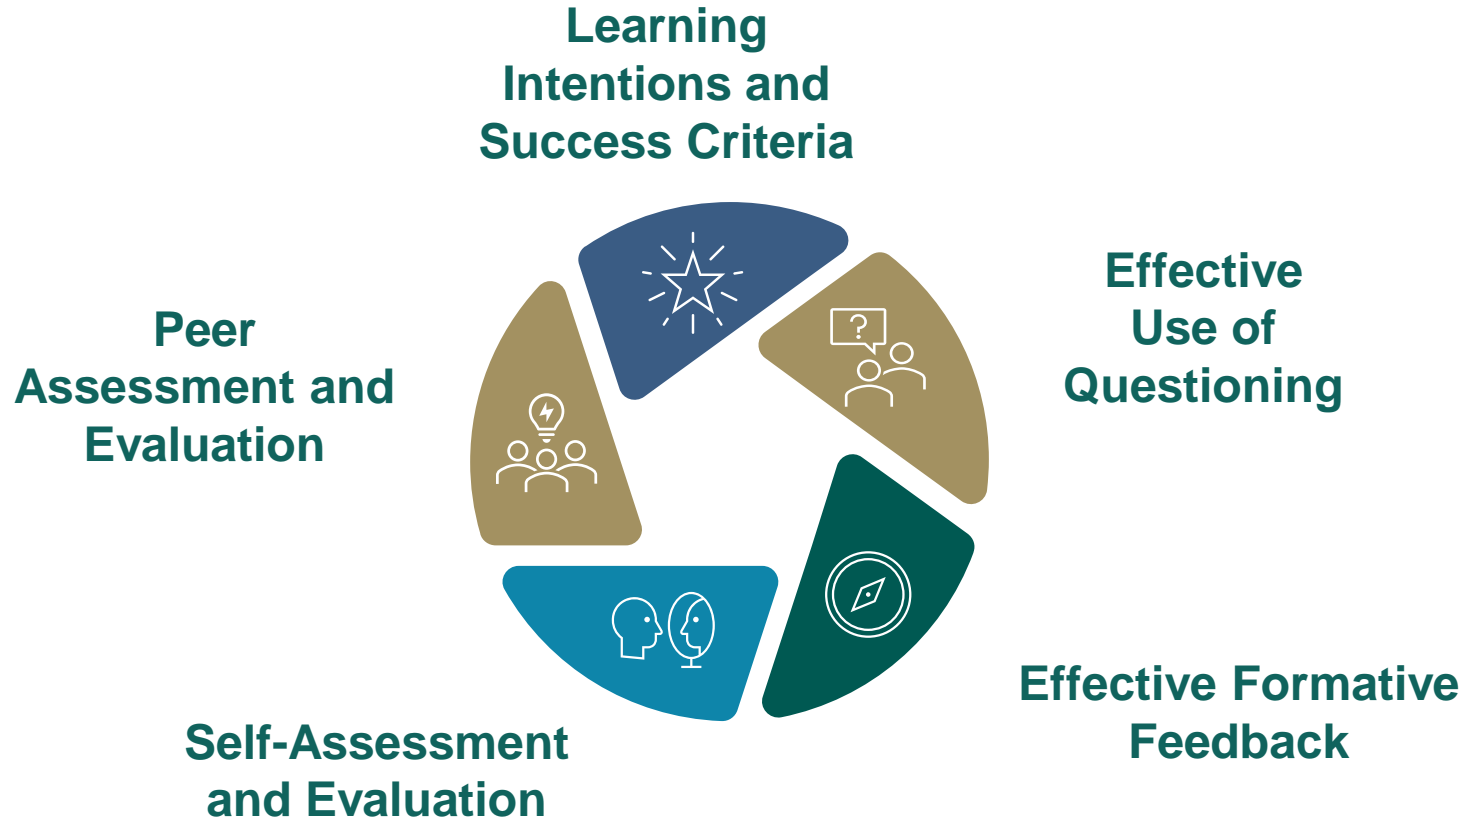 Learning
Intentions and
Success Criteria
Effective
Use of
Questioning
?
Peer
Assessment and
Evaluation
Effective Formative
Feedback
Self-Assessment
and Evaluation